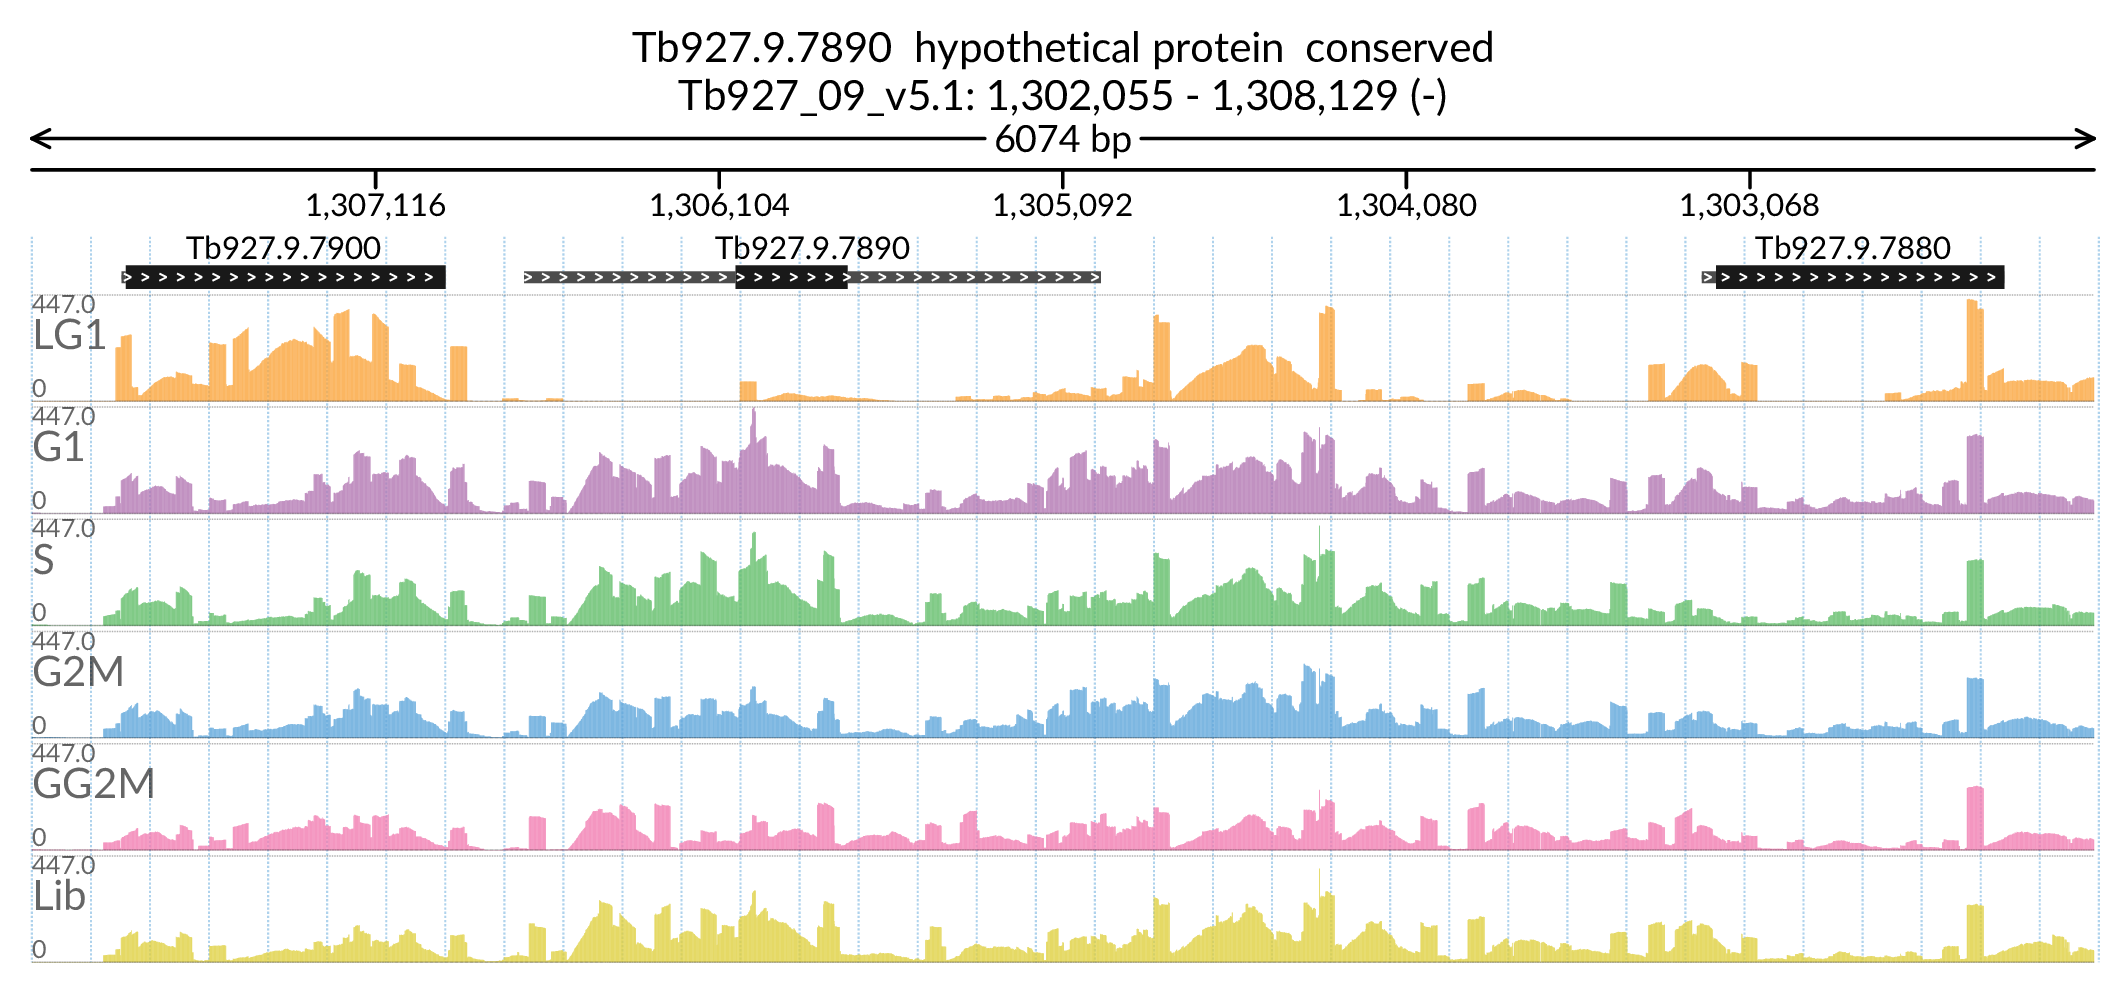 Tb927.9.7890  hypothetical protein  conserved
Tb927_09_v5.1: 1,302,055 - 1,308,129 (-)
6074 bp
1,307,116 1,306,104 1,305,092 1,304,080 1,303,068
Tb927.9.7900 Tb927.9.7890 Tb927.9.7880
447.0
LG1
0
447.0
G1
0
447.0
S
0
447.0
G2M
0
447.0
GG2M
0
447.0
Lib
0